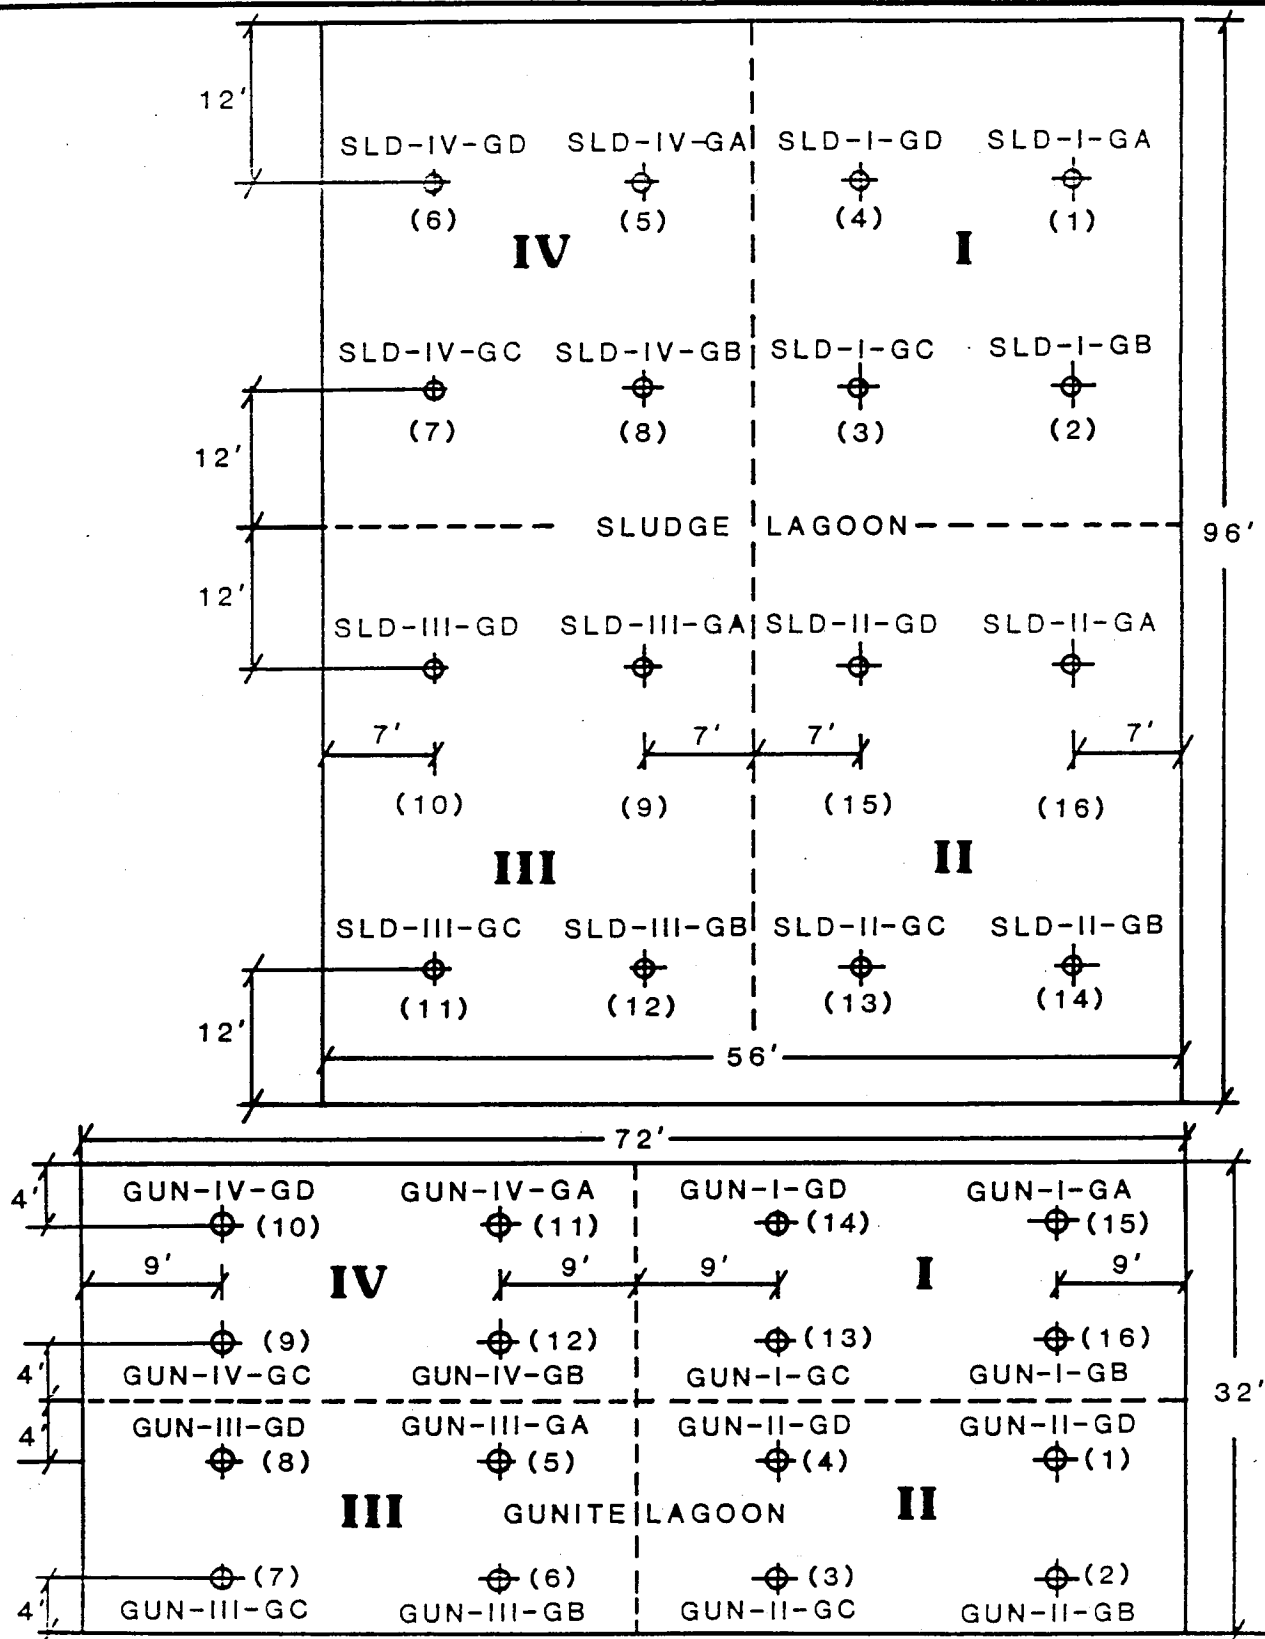 12'
SLD-IV-GD SLD-IV-GA SLD-I-GD SLD-I-GA
(6) (5) (4) (1)
IV I
SLD-IV-GC SLD-IV-GB SLD-I-GC SLD-I-GB
(7) (8) (3) (2)
12'
SLUDGE LAGOON
96'
12'
SLD-III-GD SLD-III-GA SLD-II-GD SLD-II-GA
7' 7' 7' 7'
(10) (9) (15) (16)
III II
SLD-III-GC SLD-III-GB SLD-II-GC SLD-II-GB
(11) (12) (13) (14)
12'
56'
72'
4'
GUN-IV-GD GUN-IV-GA GUN-I-GD GUN-I-GA
(10) (11) (14) (15)
9' 9' 9' 9'
IV I
(9) (12) (13) (16)
4'
GUN-IV-GC GUN-IV-GB GUN-I-GC GUN-I-GB
32'
4'
GUN-III-GD GUN-III-GA GUN-II-GD GUN-II-GD
(8) (5) (4) (1)
III GUNITE LAGOON II
(7) (6) (3) (2)
4'
GUN-III-GC GUN-III-GB GUN-II-GC GUN-II-GB